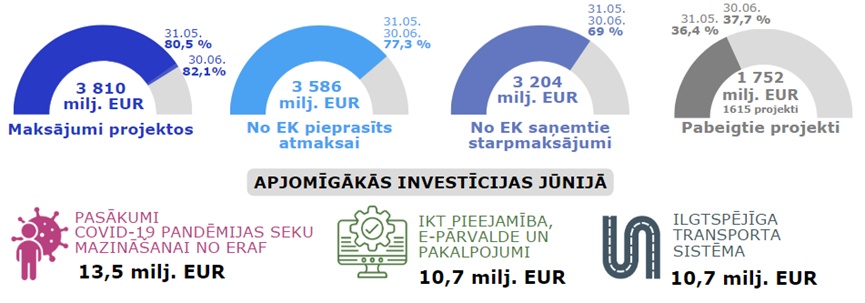 31.05.
80,5 %
30.06.
82,1%
3 810
milj. EUR
Maksājumi projektos
31.05.
30.06.
77,3 %
3 586
milj. EUR
No EK pieprasīts
atmaksai
31.05.
30.06.
69 %
3 204
milj. EUR
No EK saņemtie
starpmaksājumi
31.05.
36,4 %
30.06.
37,7 %
1 752
milj. EUR
1615 projekti
Pabeigtie projekti
APJOMĪGĀKĀS INVESTĪCIJAS JŪNIJĀ
PASĀKUMI
COVID-19 PANDĒMIJAS SEKU
MAZINĀŠANAI NO ERAF
13,5 milj. EUR
IKT PIEEJAMĪBA,
E-PĀRVALDE UN
PAKALPOJUMI
10,7 milj. EUR
ILGTSPĒJĪGA
TRANSPORTA
SISTĒMA
10,7 milj. EUR